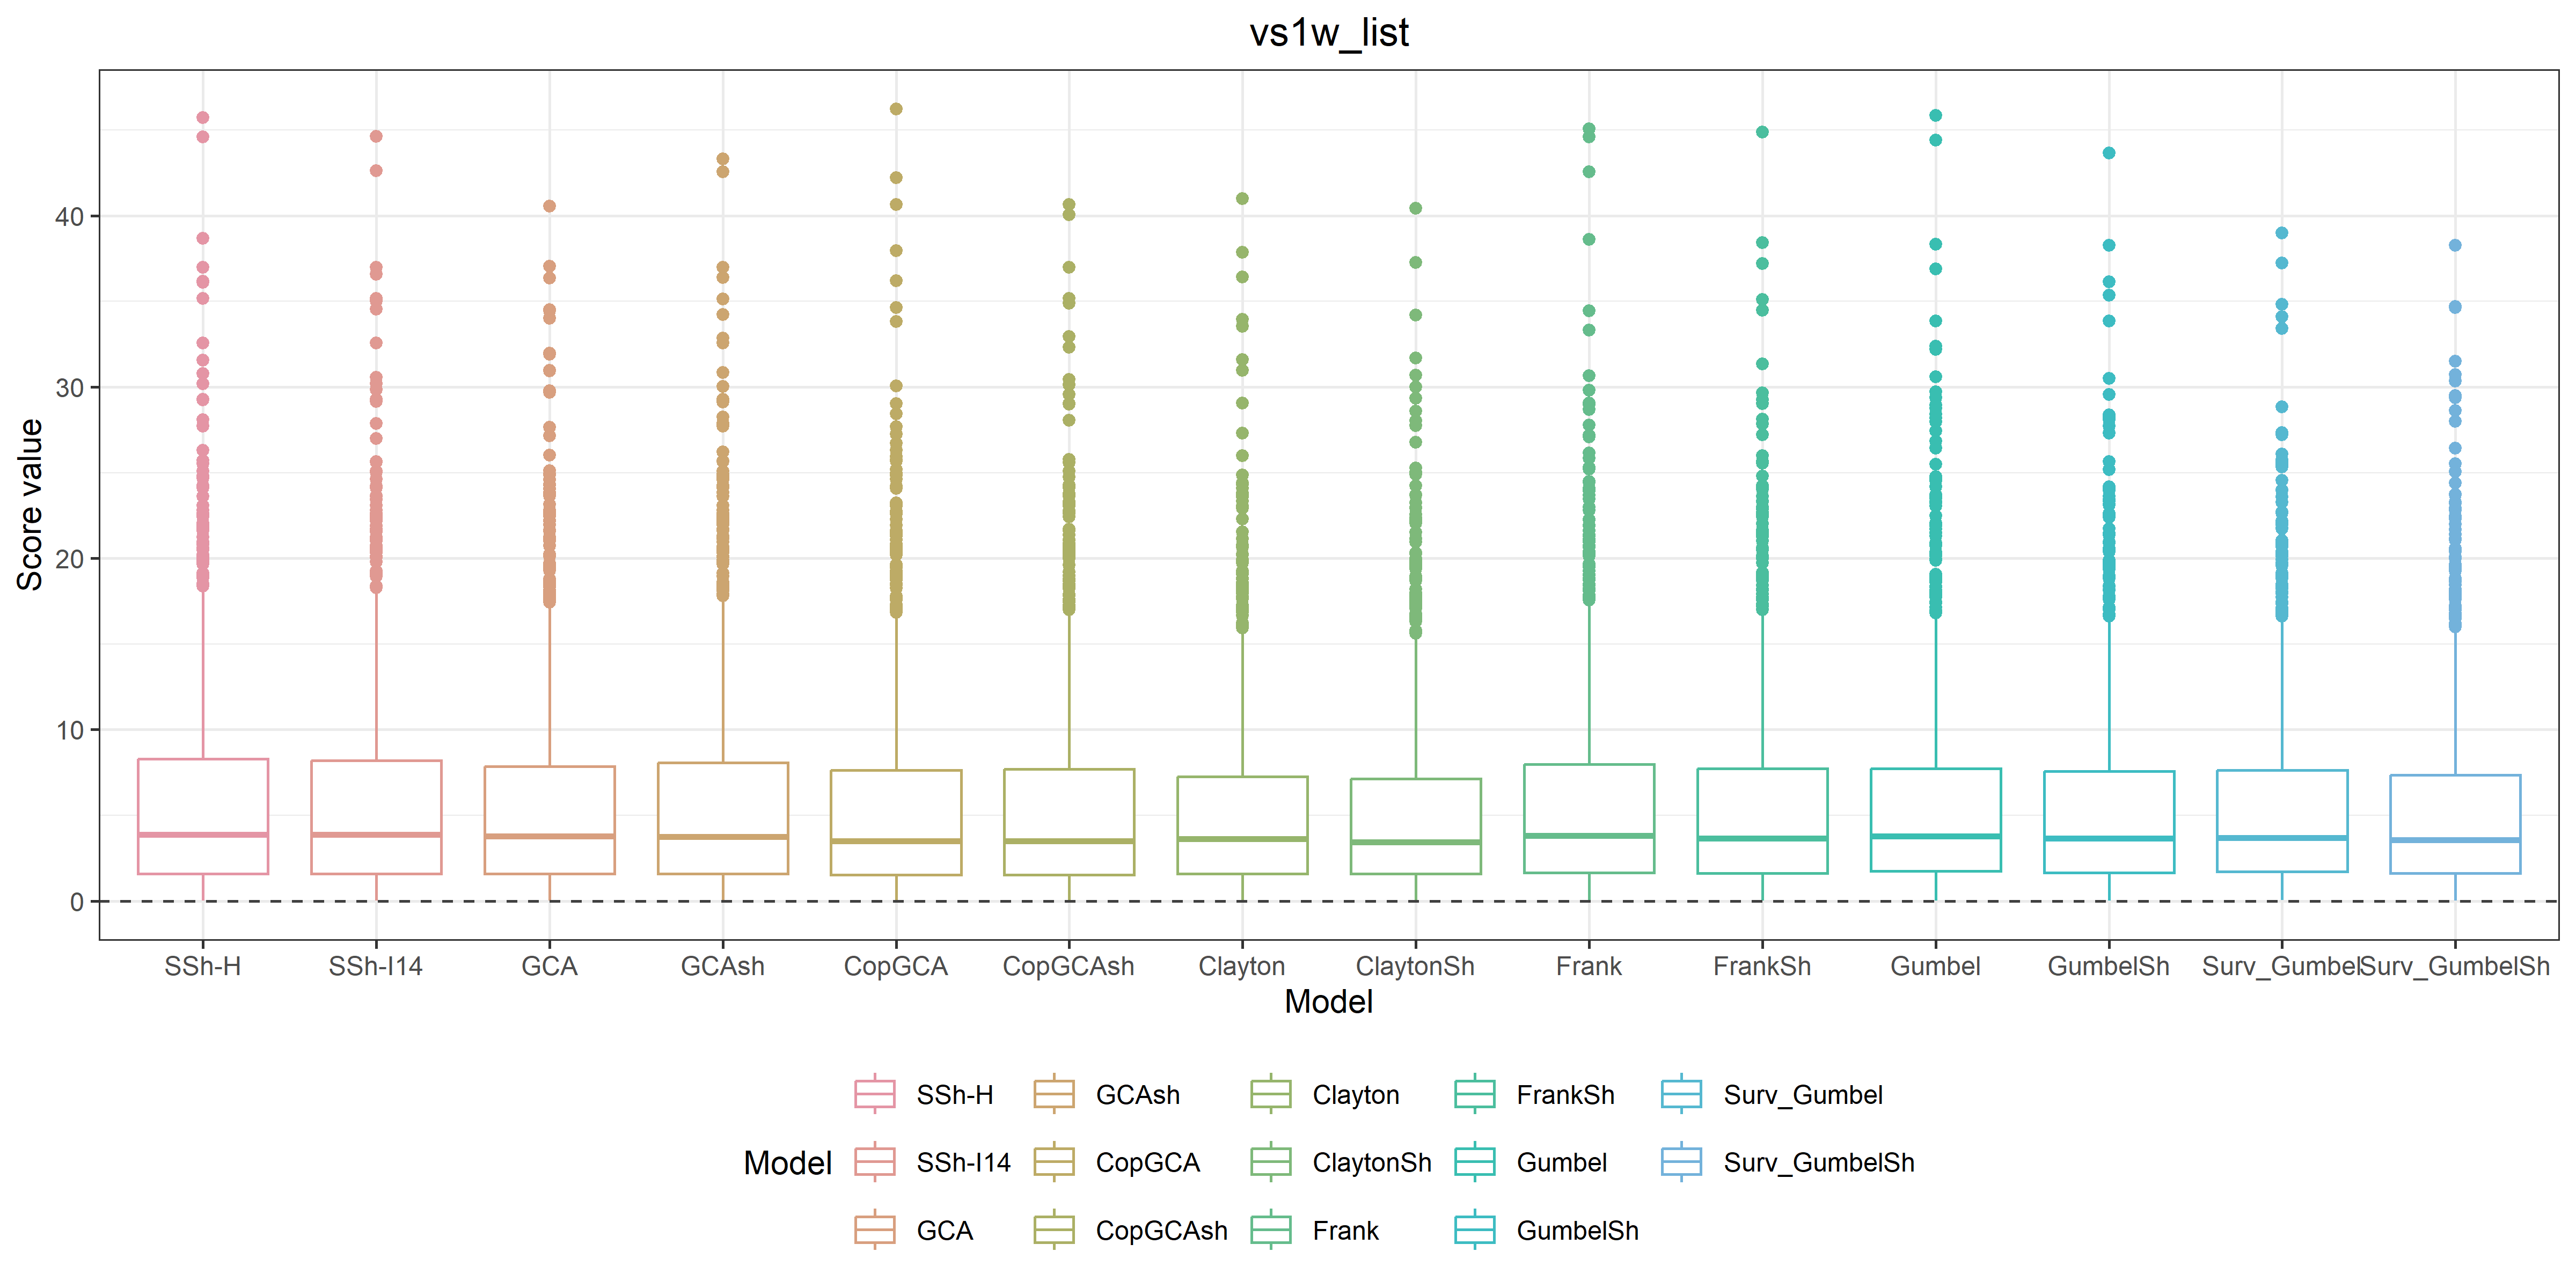 vs1w_list
Score value
40
30
20
10
0
SSh-H SSh-I14 GCA GCAsh CopGCA CopGCAsh Clayton ClaytonSh Frank FrankSh Gumbel GumbelSh Surv_Gumbel Surv_GumbelSh
Model
SSh-H GCAsh Clayton FrankSh Surv_Gumbel
Model SSh-I14 CopGCA ClaytonSh Gumbel Surv_GumbelSh
GCA CopGCAsh Frank GumbelSh